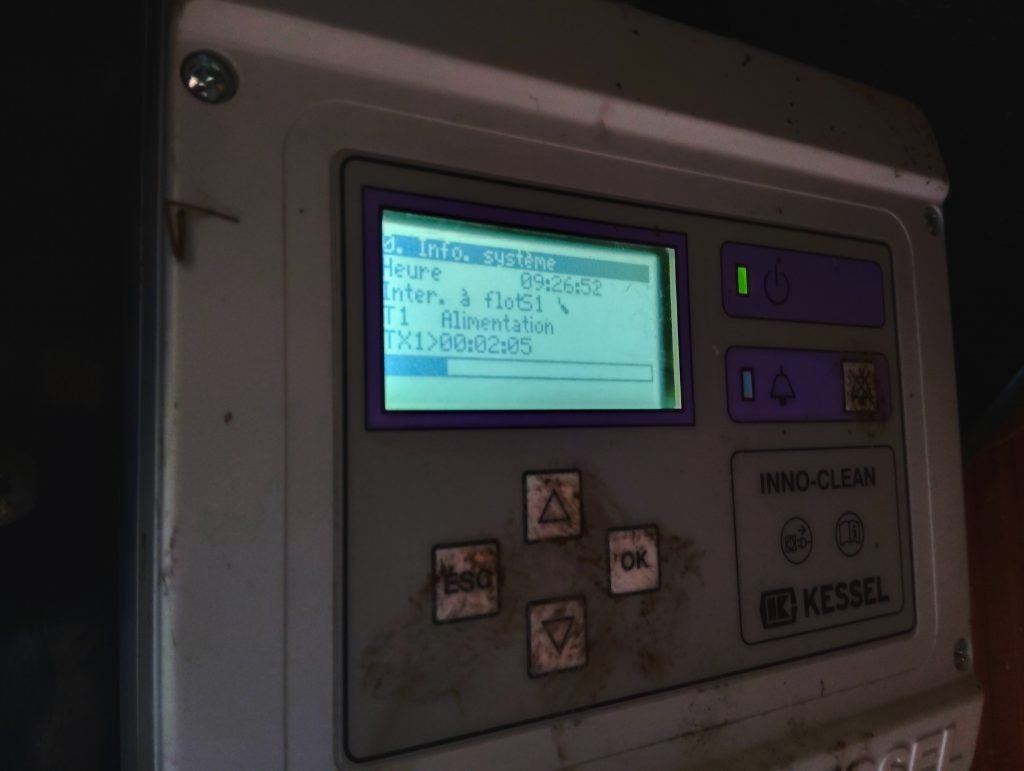 0. Info. système
Heure 09:26:52
Inter. à flotS1
T1 Alimentation
TX1>00:02:05
ESC
OK
INNO-CLEAN
KESSEL
KESSEL